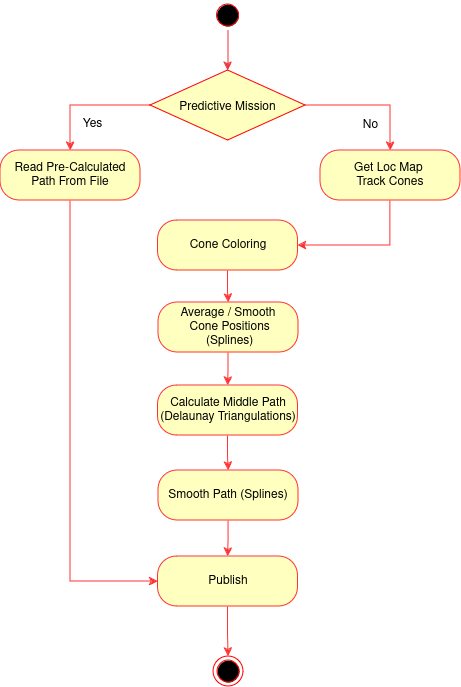 Predictive Mission
Yes
No
Read Pre-Calculated
Path From File
Get Loc Map
Track Cones
Cone Coloring
Average / Smooth
Cone Positions
(Splines)
Calculate Middle Path
(Delaunay Triangulations)
Smooth Path (Splines)
Publish